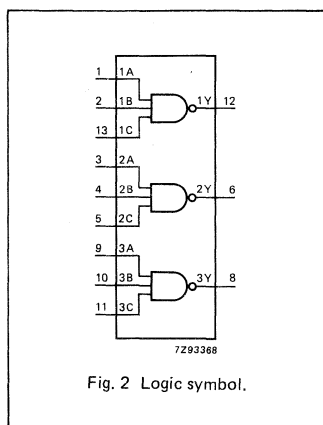 1 1A
2 1B 1Y 12
13 1C
3 2A
4 2B 2Y 6
5 2C
9 3A
10 3B 3Y 8
11 3C
7Z93368
Fig. 2 Logic symbol.